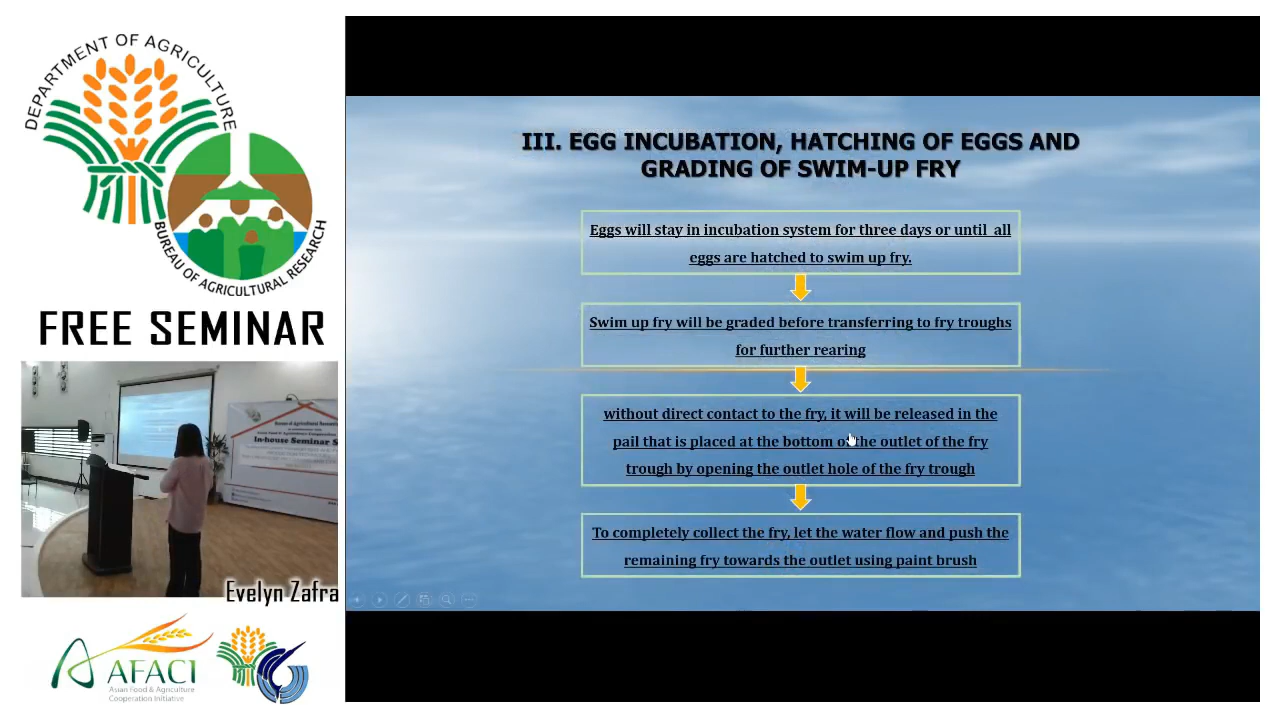 DEPARTMENT OF AGRICULTURE
BUREAU OF AGRICULTURAL RESEARCH
FREE SEMINAR
In-house Seminar S
Evelyn Zafra
AFACI
Asian Food & Agriculture
Cooperation Initiative
III. EGG INCUBATION, HATCHING OF EGGS AND
GRADING OF SWIM-UP FRY
Eggs will stay in incubation system for three days or until all
eggs are hatched to swim up fry.
Swim up fry will be graded before transferring to fry troughs
for further rearing
without direct contact to the fry, it will be released in the
pail that is placed at the bottom of the outlet of the fry
trough by opening the outlet hole of the fry trough
To completely collect the fry, let the water flow and push the
remaining fry towards the outlet using paint brush